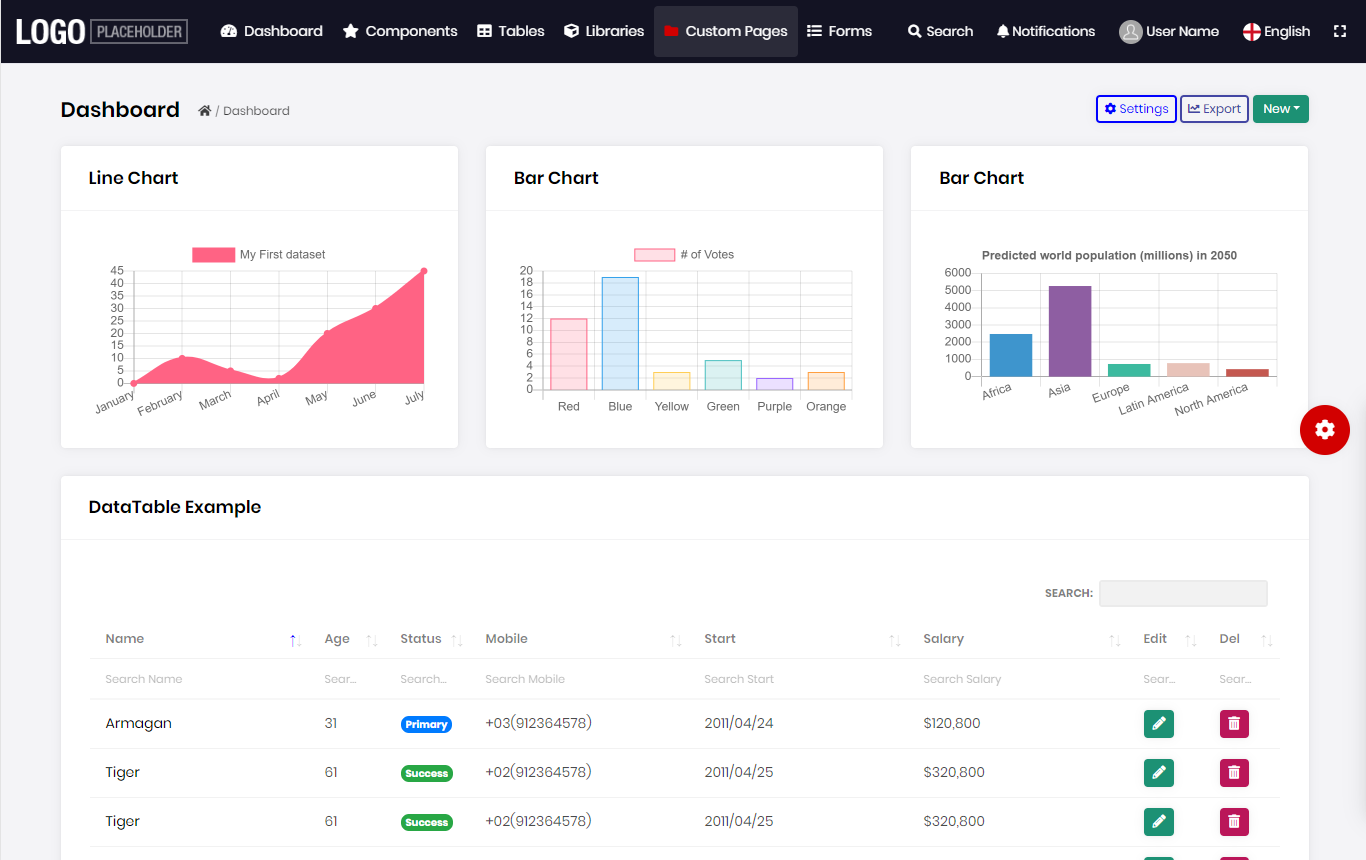 LOGO PLACEHOLDER Dashboard Components Tables Libraries Custom Pages Forms Search Notifications User Name English
Dashboard / Dashboard Settings Export New
Line Chart
My First dataset
45
40
35
30
25
20
15
10
5
0
January February March April May June July
Bar Chart
# of Votes
20
18
16
14
12
10
8
6
4
2
0
Red Blue Yellow Green Purple Orange
Bar Chart
Predicted world population (millions) in 2050
6000
5000
4000
3000
2000
1000
0
Africa Asia Europe Latin America North America
DataTable Example
SEARCH:
Name Age Status Mobile Start Salary Edit Del
Search Name Sear... Search... Search Mobile Search Start Search Salary Sear... Sear...
Armagan 31 Primary +03(912364578) 2011/04/24 $120,800
Tiger 61 Success +02(912364578) 2011/04/25 $320,800
Tiger 61 Success +02(912364578) 2011/04/25 $320,800